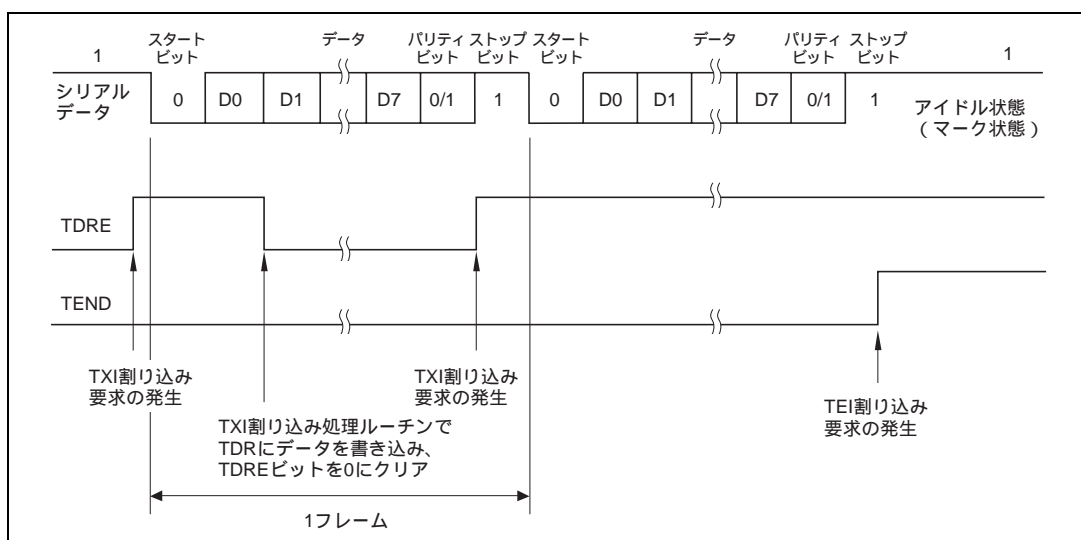 1
スタート
ビット
データ
パリティ
ビット
ストップ
ビット
スタート
ビット
データ
パリティ
ビット
ストップ
ビット
1
シリアル
データ
0 D0 D1 D7 0/1 1 0 D0 D1 D7 0/1 1
アイドル状態
(マーク状態)
TDRE
TEND
TXI割り込み
要求の発生
TXI割り込み処理ルーチンで
TDRにデータを書き込み、
TDREビットを0にクリア
TXI割り込み
要求の発生
TEI割り込み
要求の発生
1フレーム